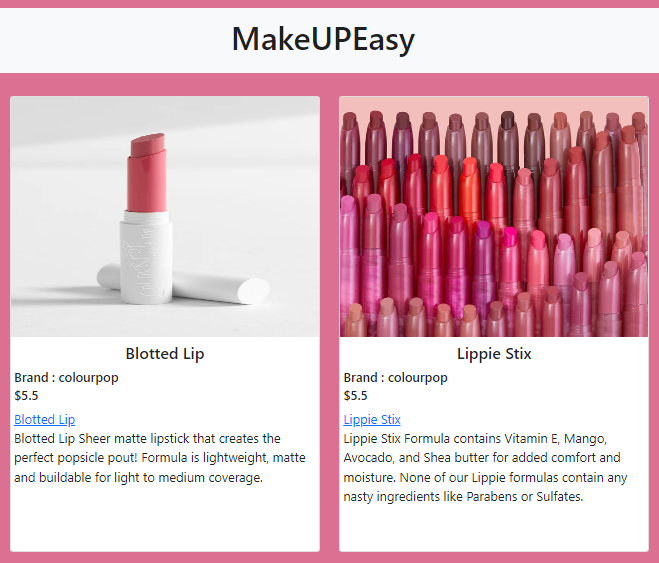 MakeUPEasy
Blotted Lip
Brand : colourpop
$5.5
Blotted Lip
Blotted Lip Sheer matte lipstick that creates the
perfect popsicle pout! Formula is lightweight, matte
and buildable for light to medium coverage.
Lippie Stix
Brand : colourpop
$5.5
Lippie Stix
Lippie Stix Formula contains Vitamin E, Mango,
Avocado, and Shea butter for added comfort and
moisture. None of our Lippie formulas contain any
nasty ingredients like Parabens or Sulfates.